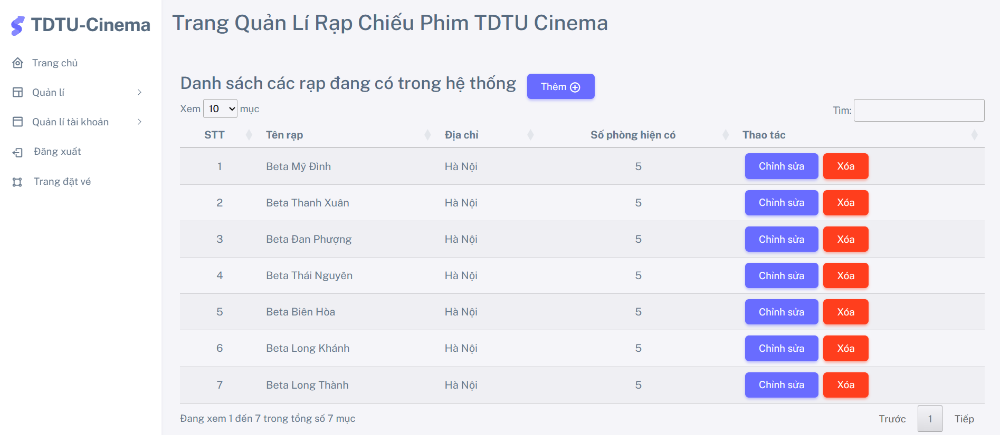 TDTU-Cinema
Trang chủ
Quản lí
Quản lí tài khoản
Đăng xuất
Trang đặt vé
Trang Quản Lí Rạp Chiếu Phim TDTU Cinema
Danh sách các rạp đang có trong hệ thống Thêm
Xem 10 mục Tìm:
STT Tên rạp Địa chỉ Số phòng hiện có Thao tác
1 Beta Mỹ Đình Hà Nội 5 Chỉnh sửa Xóa
2 Beta Thanh Xuân Hà Nội 5 Chỉnh sửa Xóa
3 Beta Đan Phượng Hà Nội 5 Chỉnh sửa Xóa
4 Beta Thái Nguyên Hà Nội 5 Chỉnh sửa Xóa
5 Beta Biên Hòa Hà Nội 5 Chỉnh sửa Xóa
6 Beta Long Khánh Hà Nội 5 Chỉnh sửa Xóa
7 Beta Long Thành Hà Nội 5 Chỉnh sửa Xóa
Đang xem 1 đến 7 trong tổng số 7 mục Trước 1 Tiếp